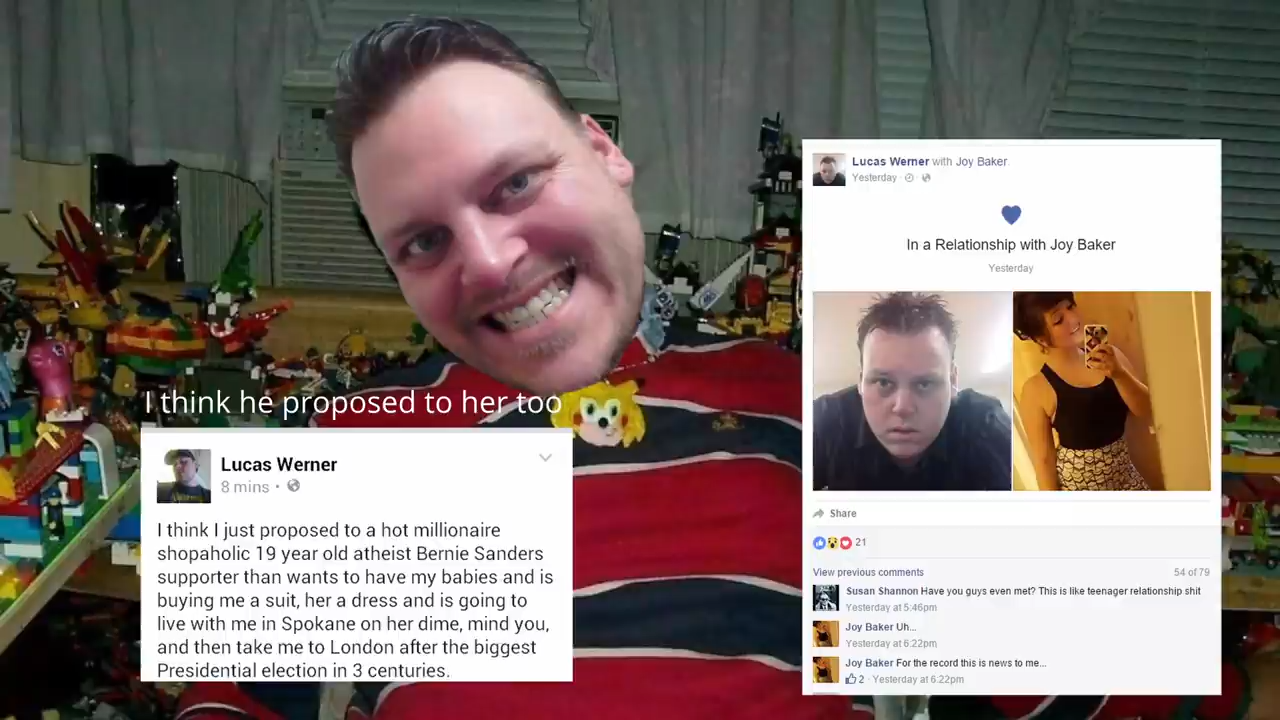 I think he proposed to her too
Lucas Werner
8 mins ·
I think I just proposed to a hot millionaire
shopaholic 19 year old atheist Bernie Sanders
supporter than wants to have my babies and is
buying me a suit, her a dress and is going to
live with me in Spokane on her dime, mind you,
and then take me to London after the biggest
Presidential election in 3 centuries.
Lucas Werner with Joy Baker.
Yesterday ·
In a Relationship with Joy Baker
Yesterday
Share
21
View previous comments
54 of 79
Susan Shannon Have you guys even met? This is like teenager relationship shit
Yesterday at 5:46pm
Joy Baker Uh...
Yesterday at 6:22pm
Joy Baker For the record this is news to me...
2 · Yesterday at 6:22pm